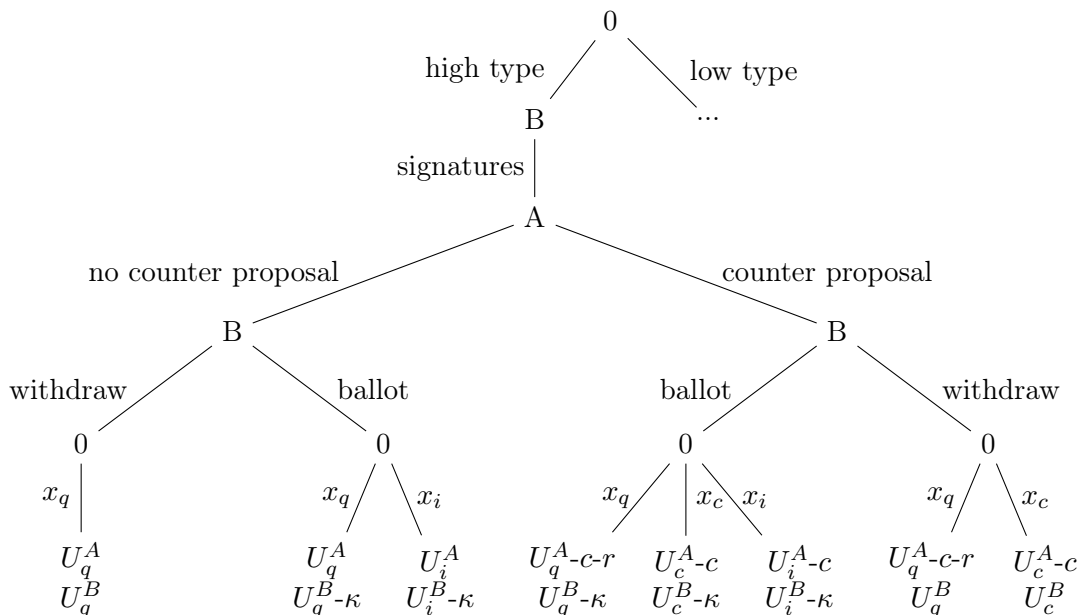 0
high type
low type
B
...
signatures
A
no counter proposal
counter proposal
B
B
withdraw
ballot
ballot
withdraw
0
0
0
0
x_q
x_q
x_i
x_q
x_c
x_i
x_q
x_c
U_q^A
U_q^A
U_i^A
U_q^A-c-r
U_c^A-c
U_i^A-c
U_q^A-c-r
U_c^A-c
U_q^B
U_q^B-κ
U_i^B-κ
U_q^B-κ
U_c^B-κ
U_i^B-κ
U_q^B
U_c^B